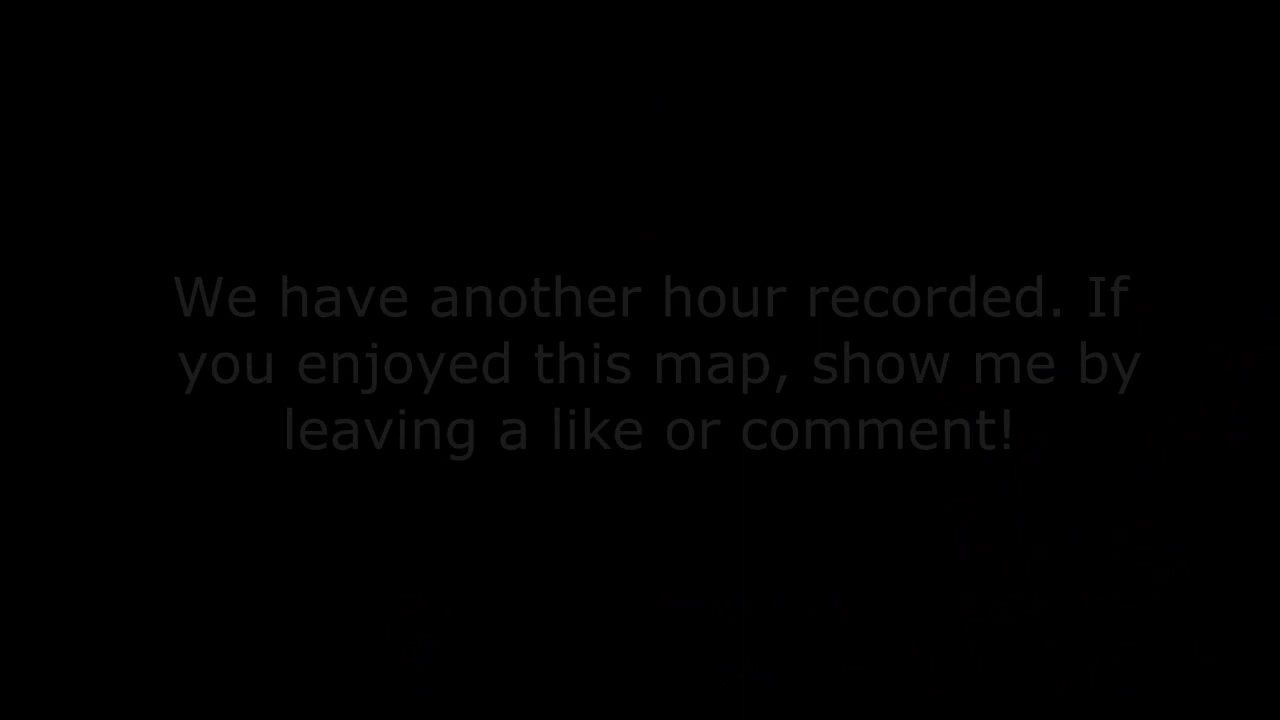 We have another hour recorded. If
you enjoyed this map, show me by
leaving a like or comment!